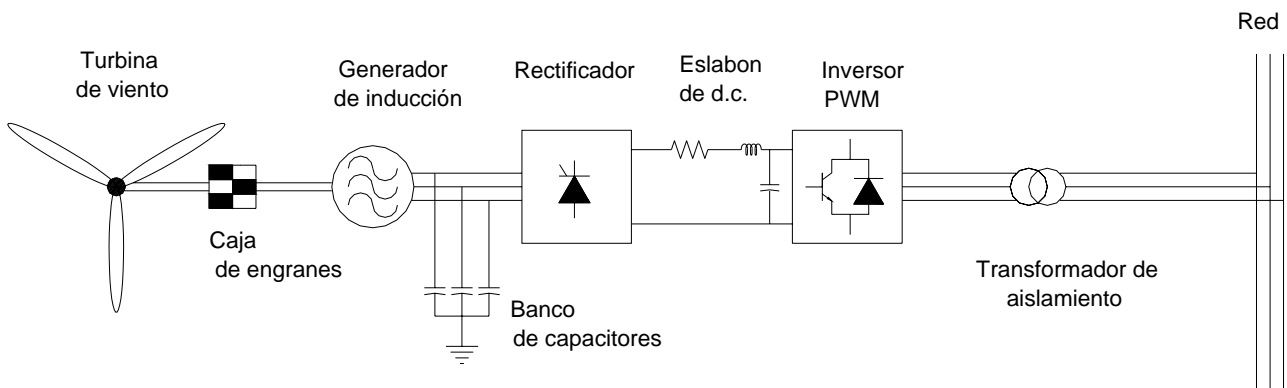 Red
Turbina
de viento
Generador
de inducción
Rectificador
Eslabon
de d.c.
Inversor
PWM
Caja
de engranes
Banco
de capacitores
Transformador de
aislamiento